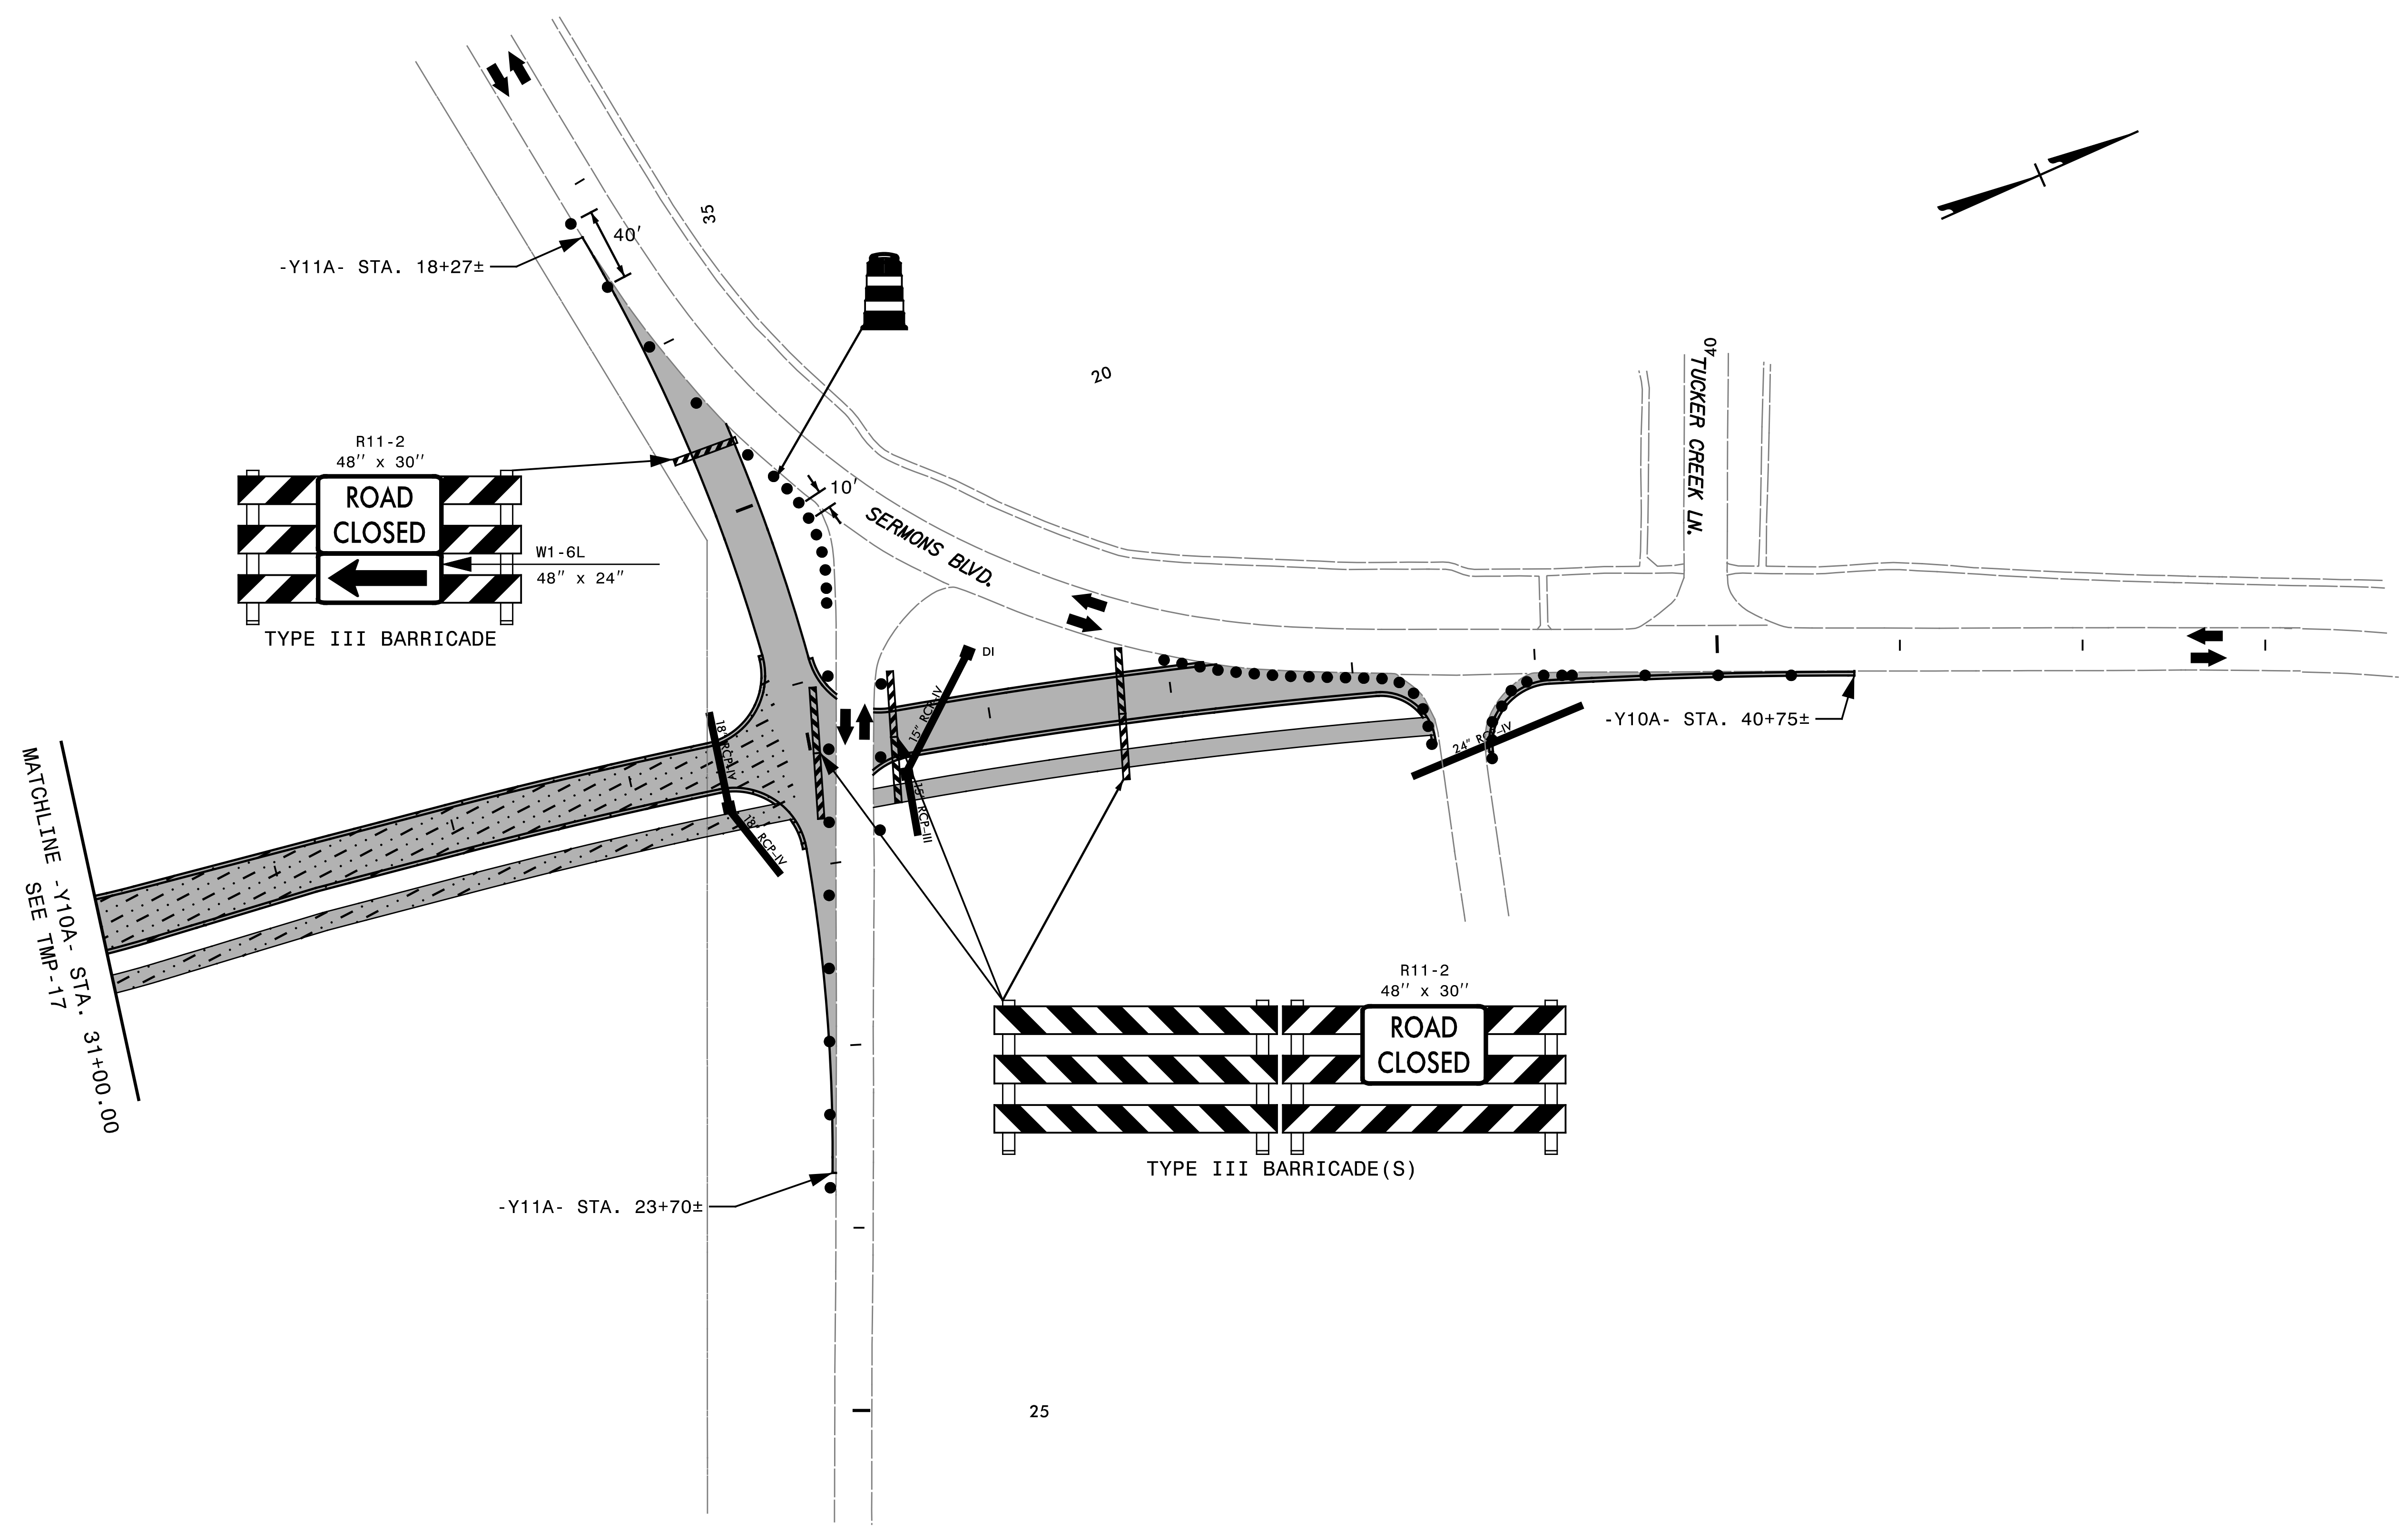 35
40'
-Y11A- STA. 18+27±
20
40
TUCKER CREEK LN.
R11-2
48'' x 30''
ROAD
CLOSED
W1-6L
48" x 24"
TYPE III BARRICADE
10'
SERMONS BLVD.
DI
15" RCP-IV
18" RCP-IV
18" RCP-IV
15" RCP-III
24" RCP-IV
-Y10A- STA. 40+75±
MATCHLINE -Y10A- STA. 31+00.00
SEE TMP-17
R11-2
48'' x 30''
ROAD
CLOSED
TYPE III BARRICADE(S)
-Y11A- STA. 23+70±
25